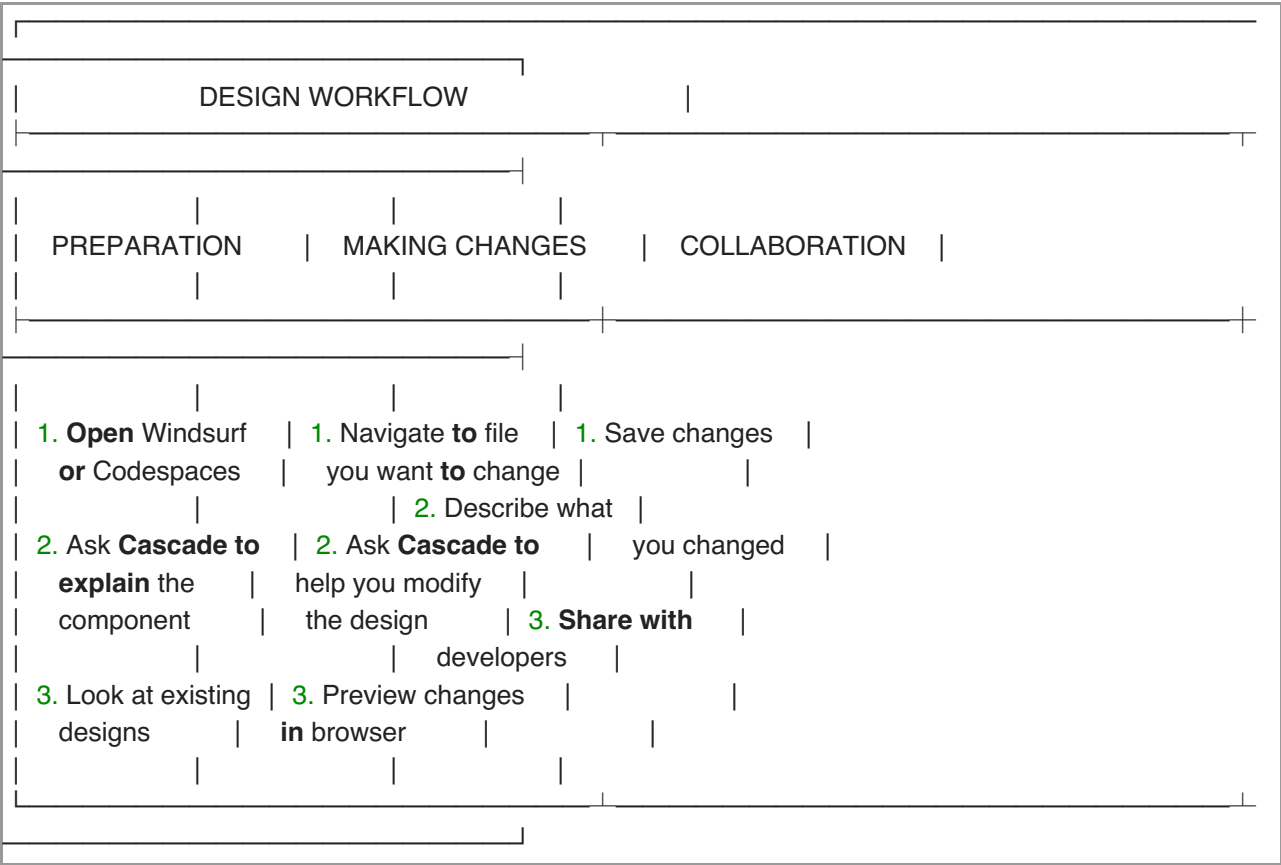 DESIGN WORKFLOW
PREPARATION | MAKING CHANGES | COLLABORATION |
| 1. Open Windsurf | 1. Navigate to file | 1. Save changes |
| or Codespaces | you want to change | |
| | | 2. Describe what |
| 2. Ask Cascade to | 2. Ask Cascade to | you changed |
| explain the | help you modify | |
| component | the design | 3. Share with |
| | | developers |
| 3. Look at existing | 3. Preview changes | |
| designs | in browser | |